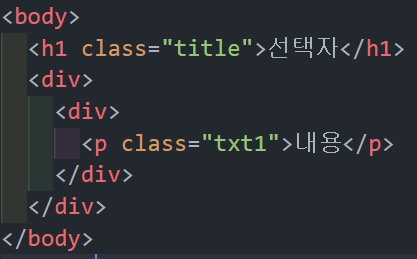 <body>
<h1 class="title">선택자</h1>
<div>
<div>
<p class="txt1">내용</p>
</div>
</div>
</body>